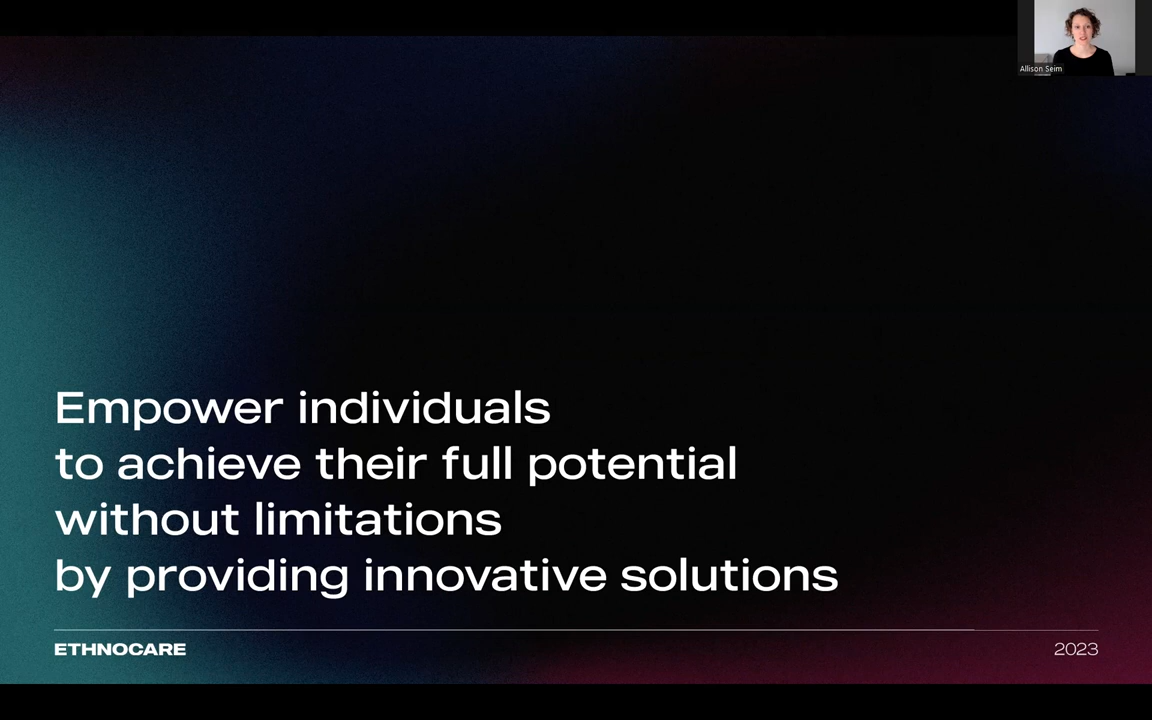 Allison Seim
Empower individuals
to achieve their full potential
without limitations
by providing innovative solutions
ETHNOCARE
2023